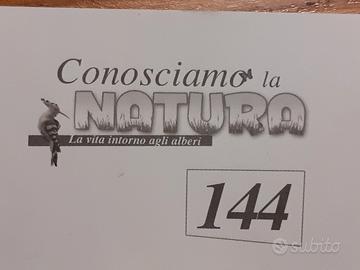 Conosciamo la
NATURA
La vita intorno agli alberi
144
subito